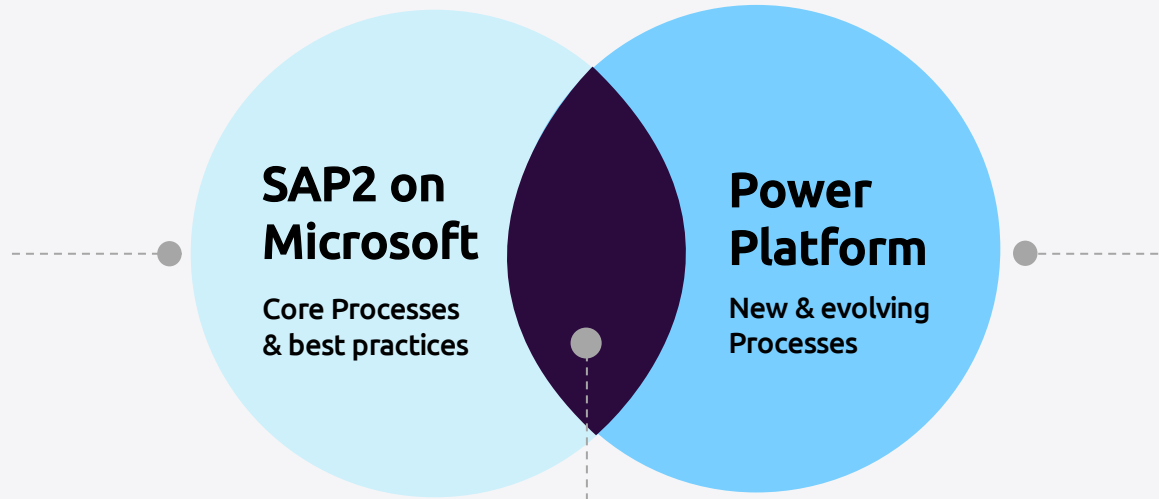 SAP2 on
Microsoft
Core Processes
& best practices
Power
Platform
New & evolving
Processes